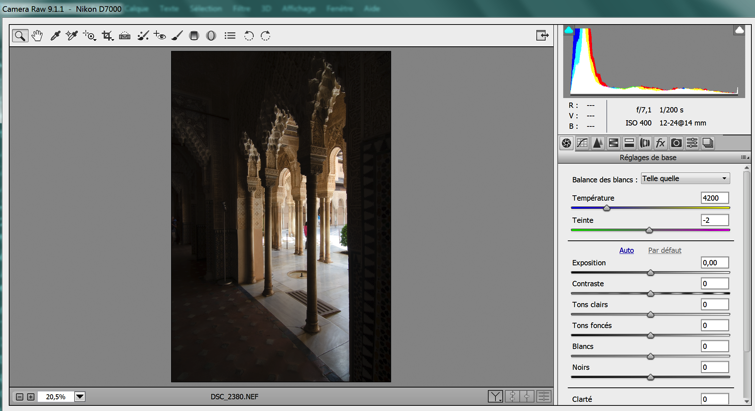 Camera Raw 9.1.1 - Nikon D7000
Calque Texte Sélection Filtre 3D Affichage Fenêtre Aide
R : ---
V : ---
B : ---
f/7,1 1/200 s
ISO 400 12-24@14 mm
fx
Réglages de base
Balance des blancs : Telle quelle
Température 4200
Teinte -2
Auto Par défaut
Exposition 0,00
Contraste 0
Tons clairs 0
Tons foncés 0
Blancs 0
Noirs 0
Clarté 0
20,5% DSC_2380.NEF Y